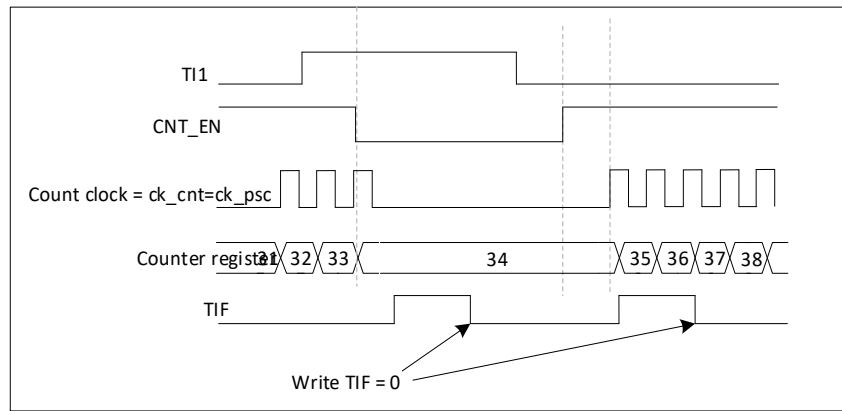 TI1
CNT_EN
Count clock = ck_cnt=ck_psc
Counter register 31 32 33 34 35 36 37 38
TIF
Write TIF = 0